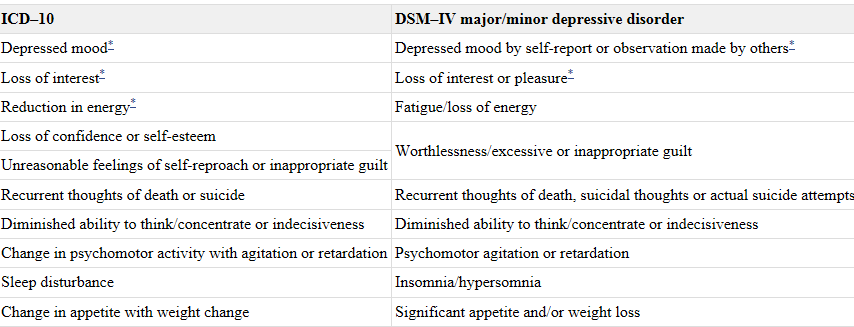 ICD–10 DSM–IV major/minor depressive disorder
Depressed mood* Depressed mood by self-report or observation made by others*
Loss of interest* Loss of interest or pleasure*
Reduction in energy* Fatigue/loss of energy
Loss of confidence or self-esteem
Worthlessness/excessive or inappropriate guilt
Unreasonable feelings of self-reproach or inappropriate guilt
Recurrent thoughts of death or suicide Recurrent thoughts of death, suicidal thoughts or actual suicide attempts
Diminished ability to think/concentrate or indecisiveness Diminished ability to think/concentrate or indecisiveness
Change in psychomotor activity with agitation or retardation Psychomotor agitation or retardation
Sleep disturbance Insomnia/hypersomnia
Change in appetite with weight change Significant appetite and/or weight loss